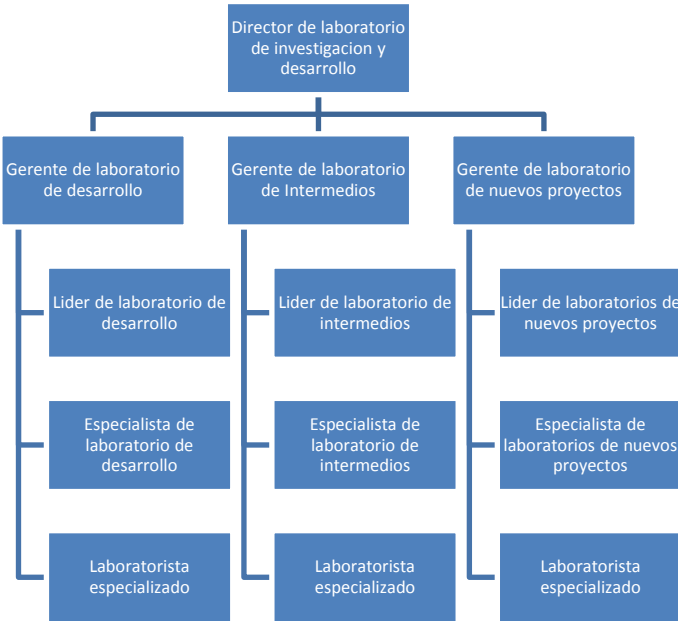 Director de laboratorio
de investigacion y
desarrollo
Gerente de laboratorio
de desarrollo
Gerente de laboratorio
de Intermedios
Gerente de laboratorio
de nuevos proyectos
Lider de laboratorio de
desarrollo
Lider de laboratorio de
intermedios
Lider de laboratorios de
nuevos proyectos
Especialista de
laboratorio de
desarrollo
Especialista de
laboratorio de
intermedios
Especialista de
laboratorios de nuevos
proyectos
Laboratorista
especializado
Laboratorista
especializado
Laboratorista
especializado